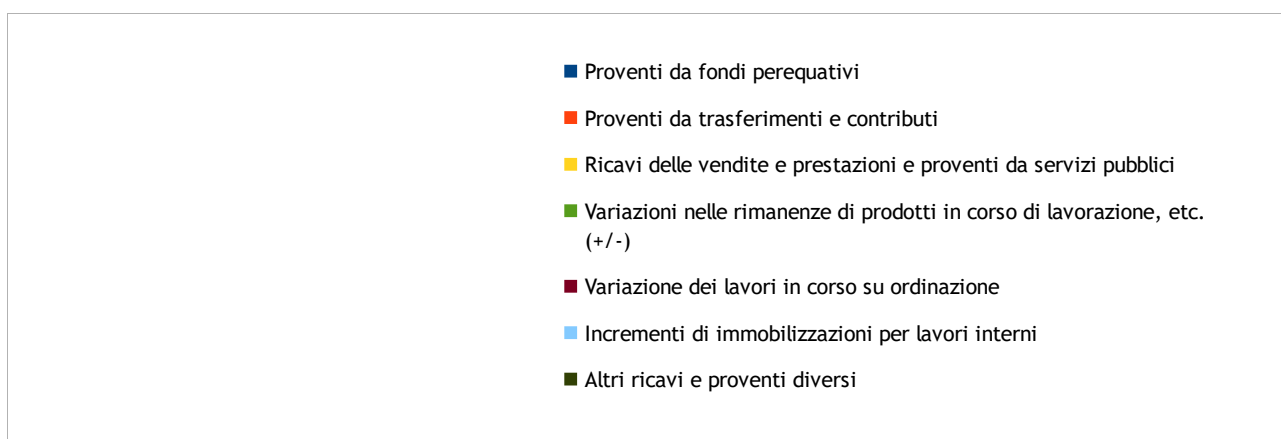 Proventi da fondi perequativi
Proventi da trasferimenti e contributi
Ricavi delle vendite e prestazioni e proventi da servizi pubblici
Variazioni nelle rimanenze di prodotti in corso di lavorazione, etc.
(+/-)
Variazione dei lavori in corso su ordinazione
Incrementi di immobilizzazioni per lavori interni
Altri ricavi e proventi diversi